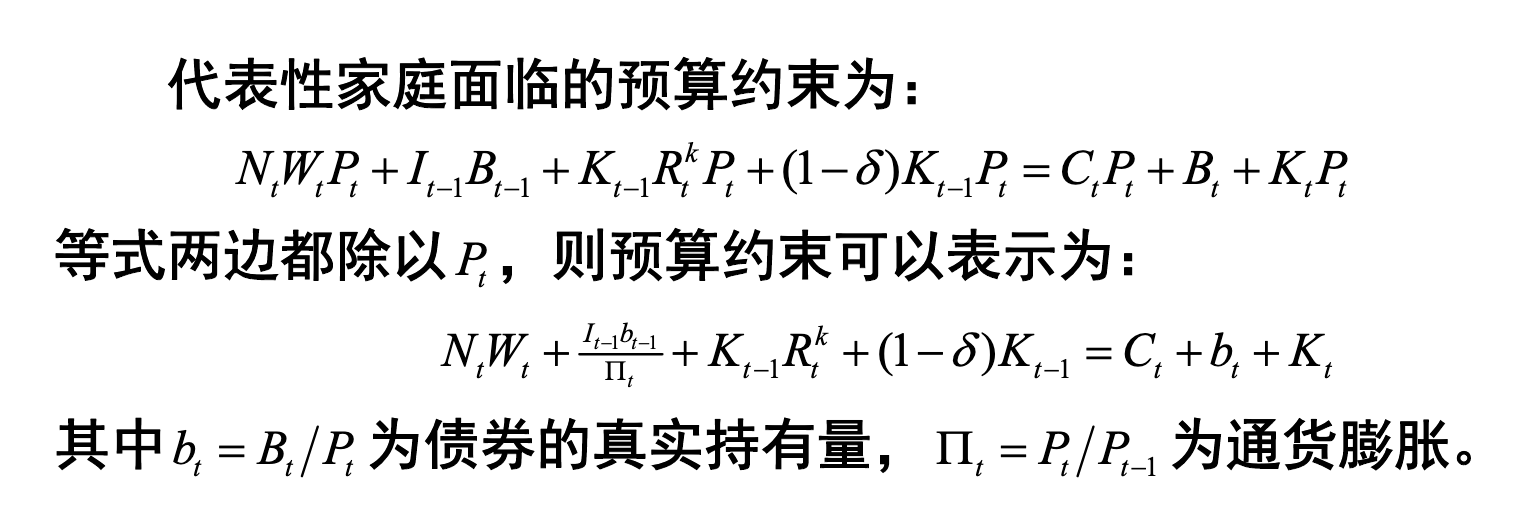 代表性家庭面临的预算约束为：
$N_tW_tP_t + I_{t-1}B_{t-1} + K_{t-1}R_t^kP_t + (1-\delta)K_{t-1}P_t = C_tP_t + B_t + K_tP_t$
等式两边都除以 $P_t$，则预算约束可以表示为：
$N_tW_t + \frac{I_{t-1}b_{t-1}}{\Pi_t} + K_{t-1}R_t^k + (1-\delta)K_{t-1} = C_t + b_t + K_t$
其中 $b_t = B_t/P_t$ 为债券的真实持有量，$\Pi_t = P_t/P_{t-1}$ 为通货膨胀。